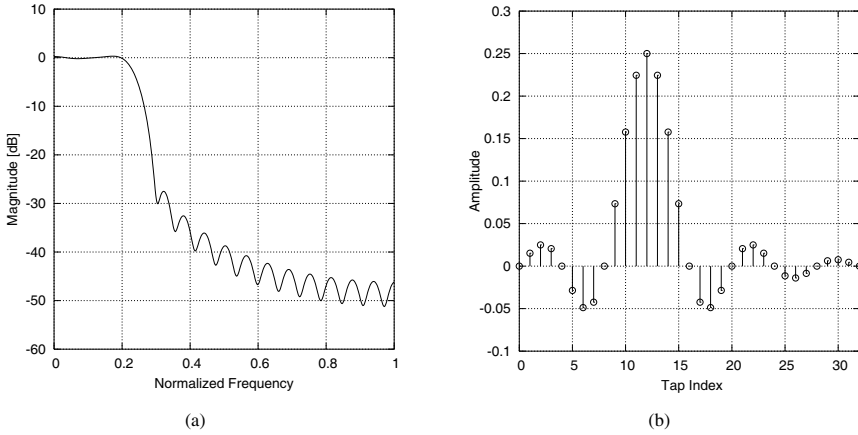 10
0
-10
-20
-30
-40
-50
-60
Magnitude [dB]
0 0.2 0.4 0.6 0.8 1
Normalized Frequency
(a)
0.3
0.25
0.2
0.15
0.1
0.05
0
-0.05
-0.1
Amplitude
0 5 10 15 20 25 30
Tap Index
(b)